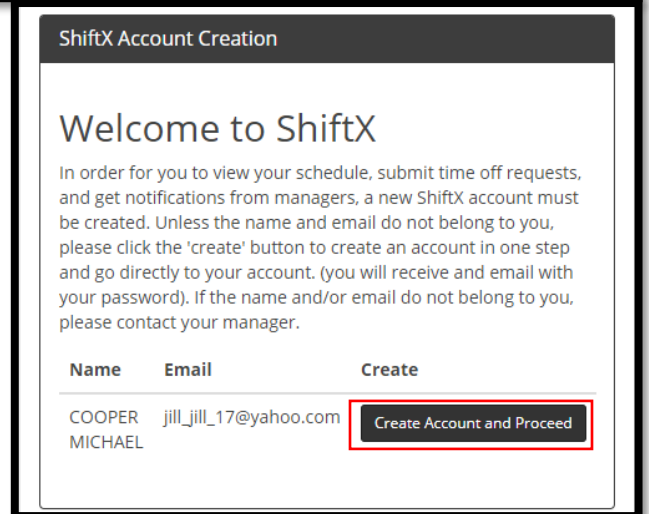 ShiftX Account Creation
Welcome to ShiftX
In order for you to view your schedule, submit time off requests,
and get notifications from managers, a new ShiftX account must
be created. Unless the name and email do not belong to you,
please click the 'create' button to create an account in one step
and go directly to your account. (you will receive and email with
your password). If the name and/or email do not belong to you,
please contact your manager.
Name Email Create
COOPER jill_jill_17@yahoo.com Create Account and Proceed
MICHAEL